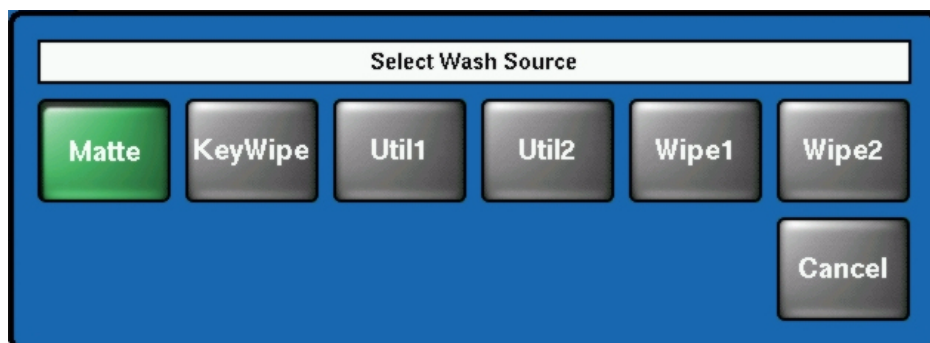 Select Wash Source
Matte KeyWipe Util1 Util2 Wipe1 Wipe2
Cancel